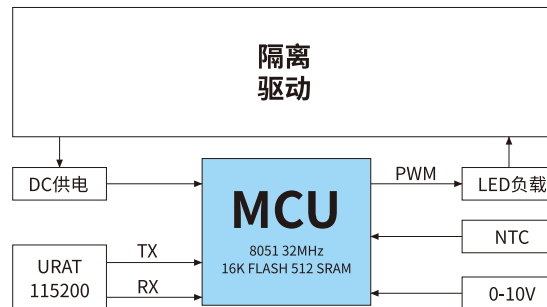 隔离
驱动
DC供电
MCU
8051 32MHz
16K FLASH 512 SRAM
PWM
LED负载
NTC
URAT
115200
TX
RX
0-10V